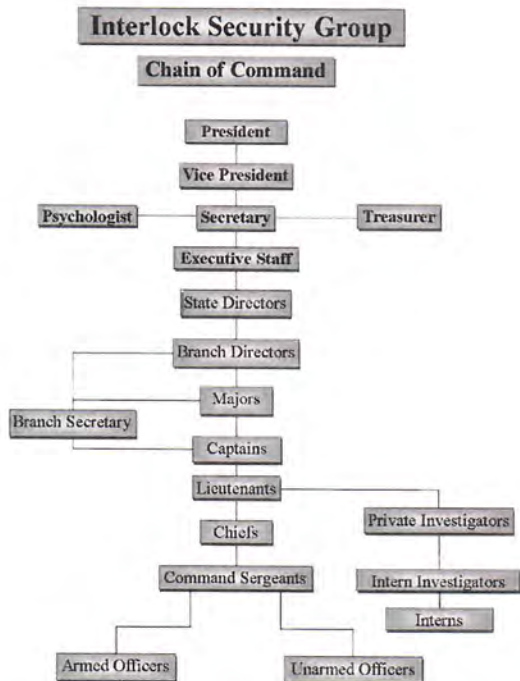 Interlock Security Group
Chain of Command
President
Vice President
Psychologist Secretary Treasurer
Executive Staff
State Directors
Branch Directors
Majors
Branch Secretary
Captains
Lieutenants
Private Investigators
Chiefs
Command Sergeants Intern Investigators
Interns
Armed Officers Unarmed Officers